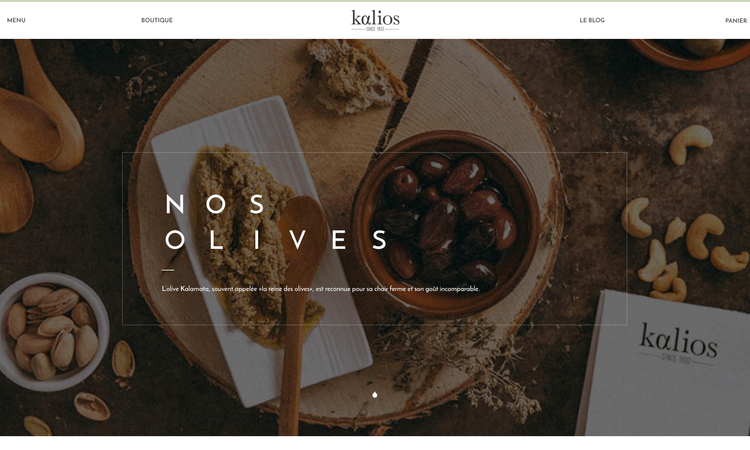 MENU
BOUTIQUE
kalios
SINCE 1932
LE BLOG
PANIER
NOS
OLIVES
L'olive Kalamata, souvent appelée «la reine des olives», est reconnue pour sa chair ferme et son goût incomparable.
kalios
SINCE 1932